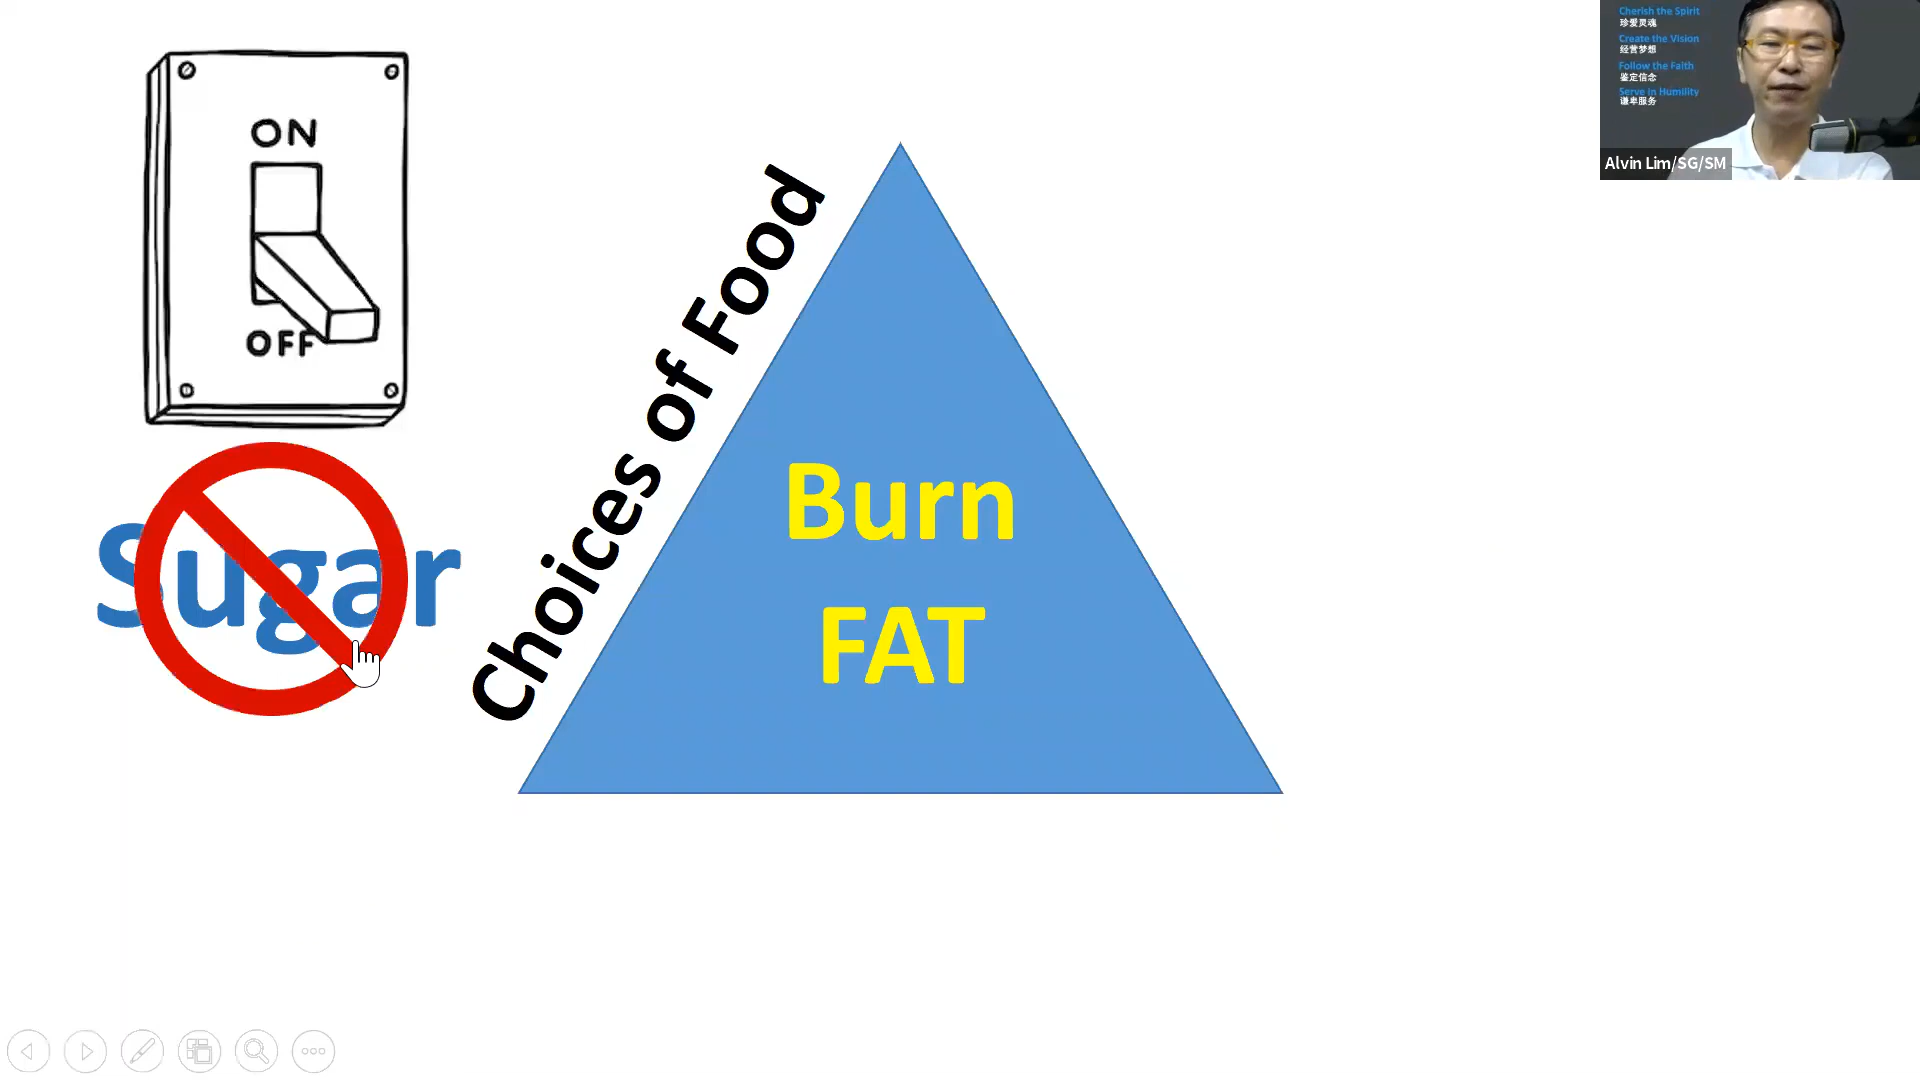 ON
OFF
Sugar
Choices of Food
Burn
FAT
Cherish the Spirit
珍爱灵魂
Create the Vision
经营梦想
Follow the Faith
鉴定信念
Serve in Humility
谦卑服务
Alvin Lim/SG/SM